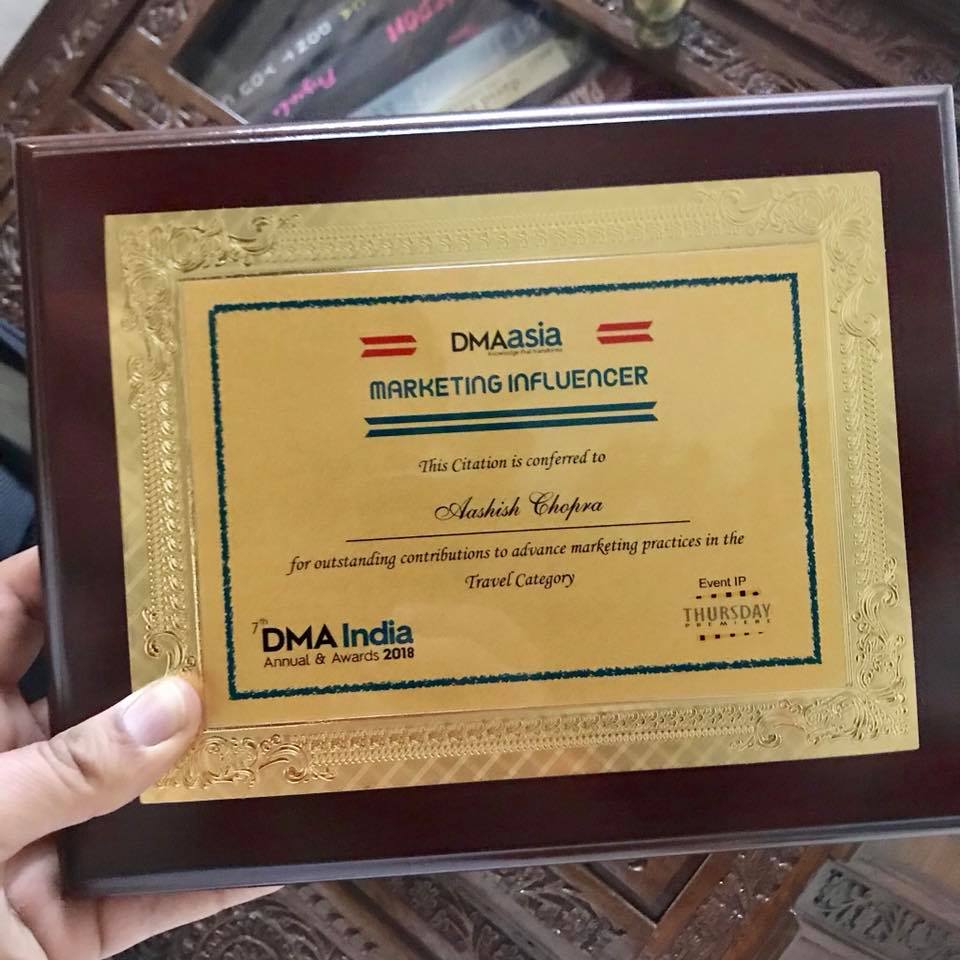 DMAasia
Knowledge that transforms
MARKETING INFLUENCER
This Citation is conferred to
Aashish Chopra
for outstanding contributions to advance marketing practices in the
Travel Category
Event IP
THURSDAY
PREMIERE
7th
DMA India
Annual & Awards 2018